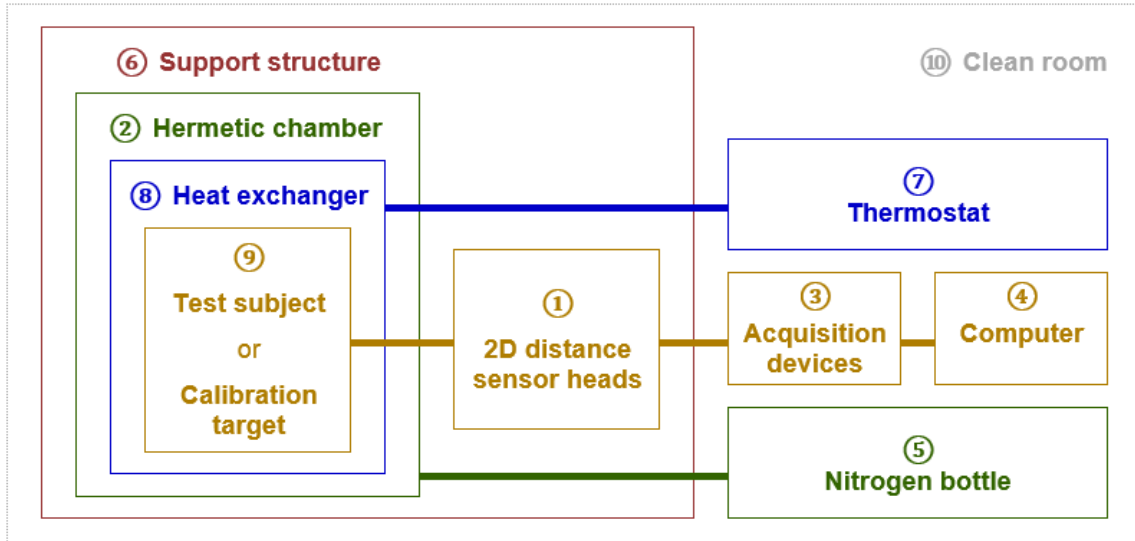 ⑥ Support structure
⑩ Clean room
② Hermetic chamber
⑧ Heat exchanger
⑨
Test subject
or
Calibration
target
①
2D distance
sensor heads
⑦
Thermostat
③
Acquisition
devices
④
Computer
⑤
Nitrogen bottle